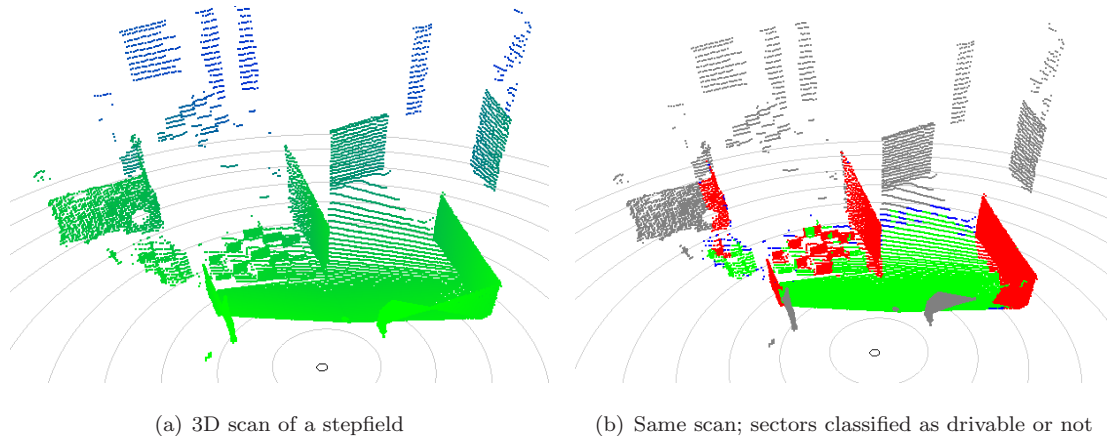 (a) 3D scan of a stepfield
(b) Same scan; sectors classified as drivable or not